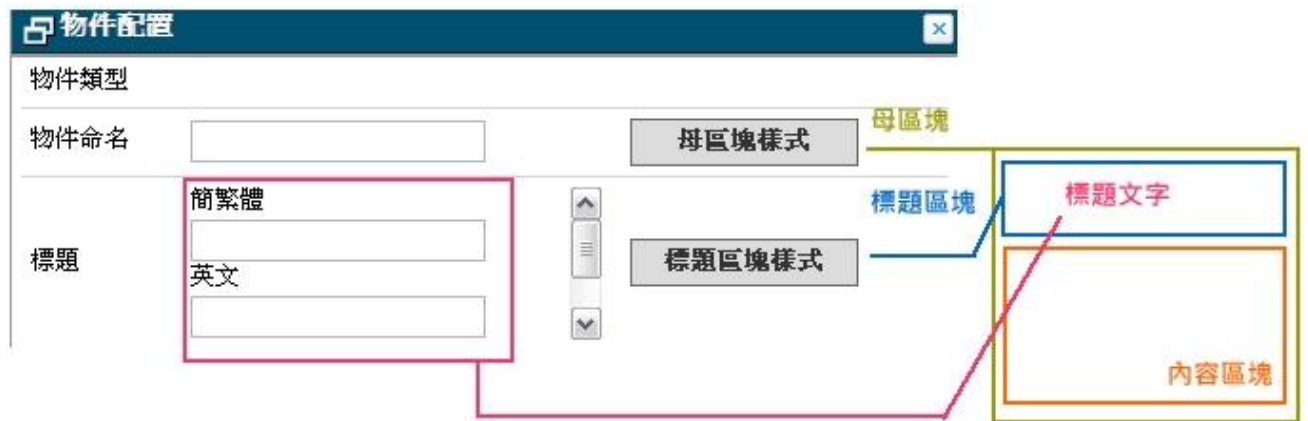 物件配置
物件類型
物件命名
母區塊樣式
母區塊
簡繁體
標題區塊
標題文字
標題
標題區塊樣式
英文
內容區塊